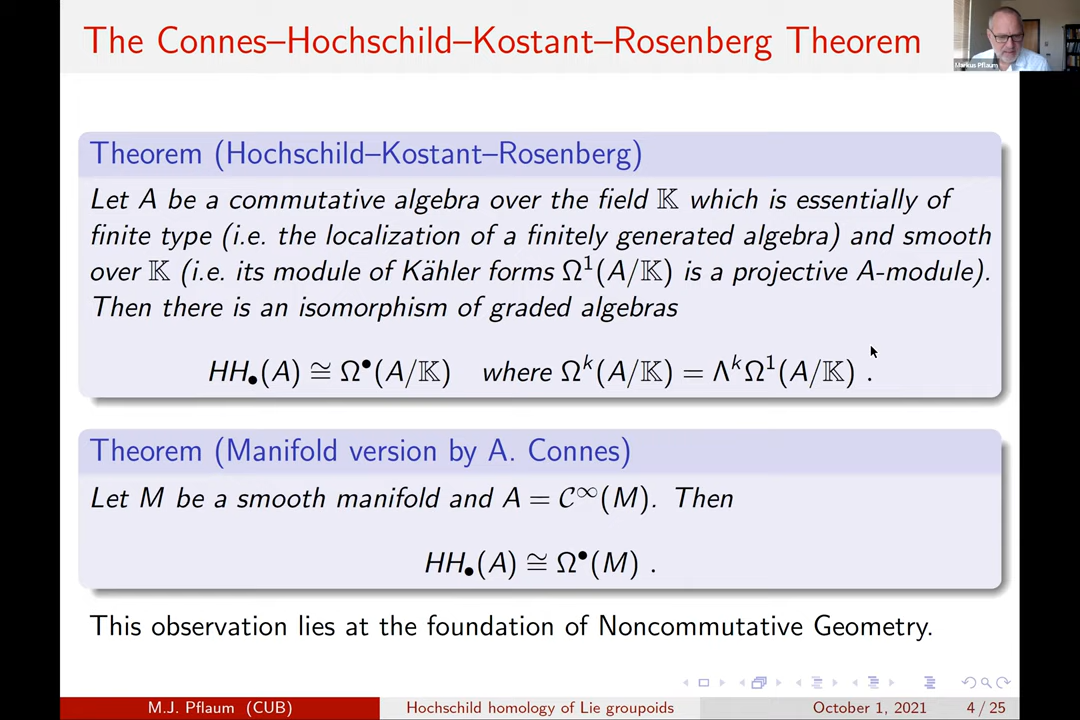 The Connes–Hochschild–Kostant–Rosenberg Theorem
Markus Pflaum
Theorem (Hochschild–Kostant–Rosenberg)
Let A be a commutative algebra over the field 𝕂 which is essentially of
finite type (i.e. the localization of a finitely generated algebra) and smooth
over 𝕂 (i.e. its module of Kähler forms Ω¹(A/𝕂) is a projective A-module).
Then there is an isomorphism of graded algebras
HH•(A) ≅ Ω•(A/𝕂) where Ωᵏ(A/𝕂) = ΛᵏΩ¹(A/𝕂) .
Theorem (Manifold version by A. Connes)
Let M be a smooth manifold and A = 𝒞^∞(M). Then
HH•(A) ≅ Ω•(M) .
This observation lies at the foundation of Noncommutative Geometry.
M.J. Pflaum (CUB) Hochschild homology of Lie groupoids October 1, 2021 4 / 25